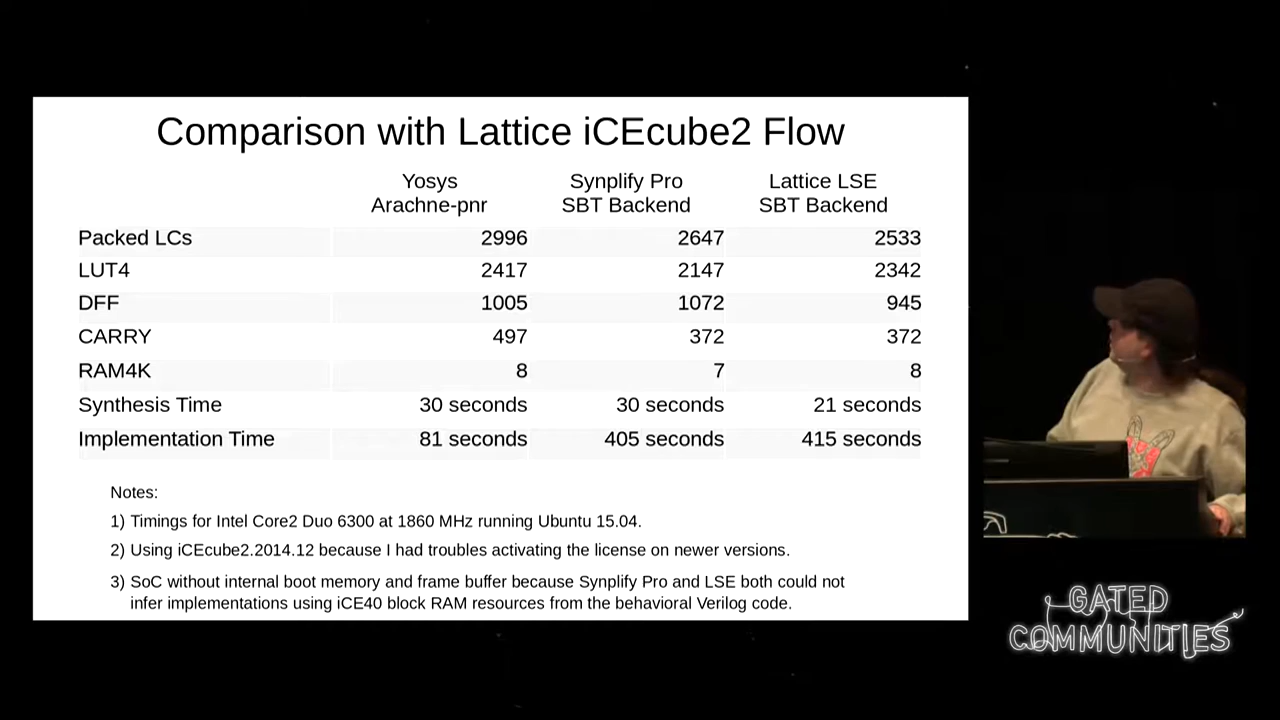 Comparison with Lattice iCEcube2 Flow
Yosys Synplify Pro Lattice LSE
Arachne-pnr SBT Backend SBT Backend
Packed LCs 2996 2647 2533
LUT4 2417 2147 2342
DFF 1005 1072 945
CARRY 497 372 372
RAM4K 8 7 8
Synthesis Time 30 seconds 30 seconds 21 seconds
Implementation Time 81 seconds 405 seconds 415 seconds
Notes:
1) Timings for Intel Core2 Duo 6300 at 1860 MHz running Ubuntu 15.04.
2) Using iCEcube2.2014.12 because I had troubles activating the license on newer versions.
3) SoC without internal boot memory and frame buffer because Synplify Pro and LSE both could not
infer implementations using iCE40 block RAM resources from the behavioral Verilog code.
GATED
COMMUNITIES